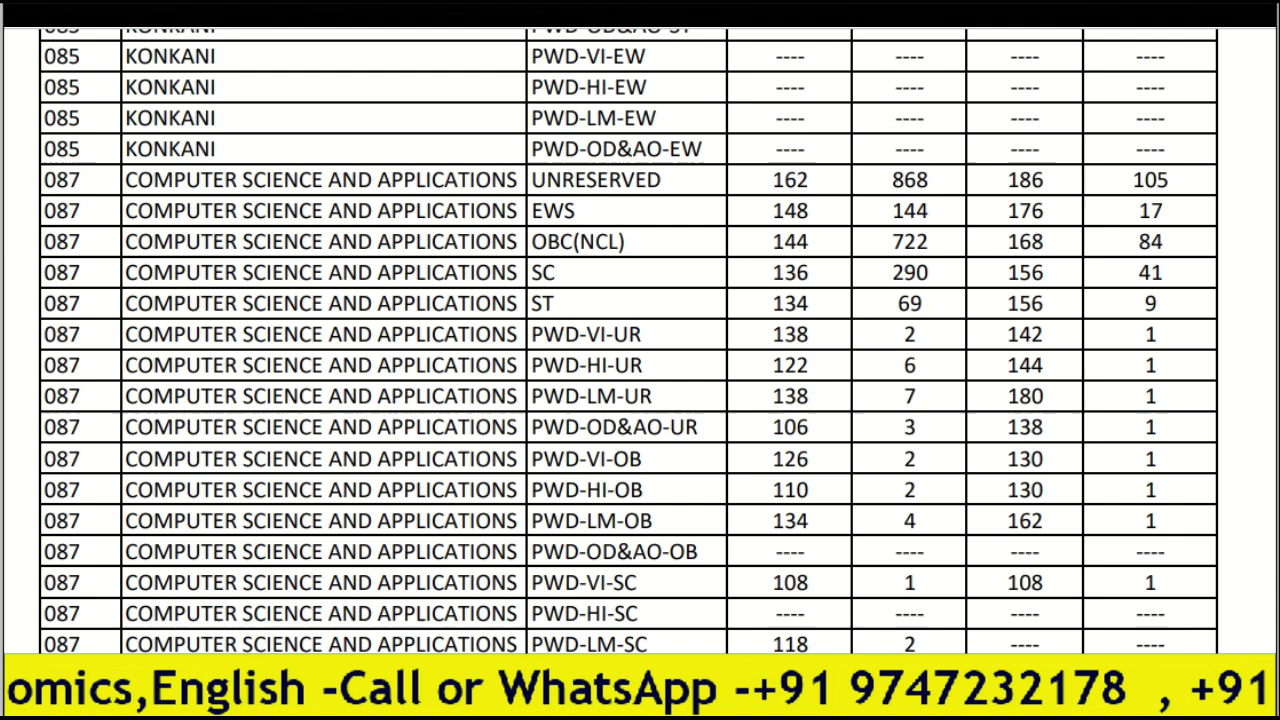 085 KONKANI PWD-OD&AO-ST
085 KONKANI PWD-VI-EW ---- ---- ---- ----
085 KONKANI PWD-HI-EW ---- ---- ---- ----
085 KONKANI PWD-LM-EW ---- ---- ---- ----
085 KONKANI PWD-OD&AO-EW ---- ---- ---- ----
087 COMPUTER SCIENCE AND APPLICATIONS UNRESERVED 162 868 186 105
087 COMPUTER SCIENCE AND APPLICATIONS EWS 148 144 176 17
087 COMPUTER SCIENCE AND APPLICATIONS OBC(NCL) 144 722 168 84
087 COMPUTER SCIENCE AND APPLICATIONS SC 136 290 156 41
087 COMPUTER SCIENCE AND APPLICATIONS ST 134 69 156 9
087 COMPUTER SCIENCE AND APPLICATIONS PWD-VI-UR 138 2 142 1
087 COMPUTER SCIENCE AND APPLICATIONS PWD-HI-UR 122 6 144 1
087 COMPUTER SCIENCE AND APPLICATIONS PWD-LM-UR 138 7 180 1
087 COMPUTER SCIENCE AND APPLICATIONS PWD-OD&AO-UR 106 3 138 1
087 COMPUTER SCIENCE AND APPLICATIONS PWD-VI-OB 126 2 130 1
087 COMPUTER SCIENCE AND APPLICATIONS PWD-HI-OB 110 2 130 1
087 COMPUTER SCIENCE AND APPLICATIONS PWD-LM-OB 134 4 162 1
087 COMPUTER SCIENCE AND APPLICATIONS PWD-OD&AO-OB ---- ---- ---- ----
087 COMPUTER SCIENCE AND APPLICATIONS PWD-VI-SC 108 1 108 1
087 COMPUTER SCIENCE AND APPLICATIONS PWD-HI-SC ---- ---- ---- ----
087 COMPUTER SCIENCE AND APPLICATIONS PWD-LM-SC 118 2 ---- ----
omics,English -Call or WhatsApp -+91 9747232178 , +91